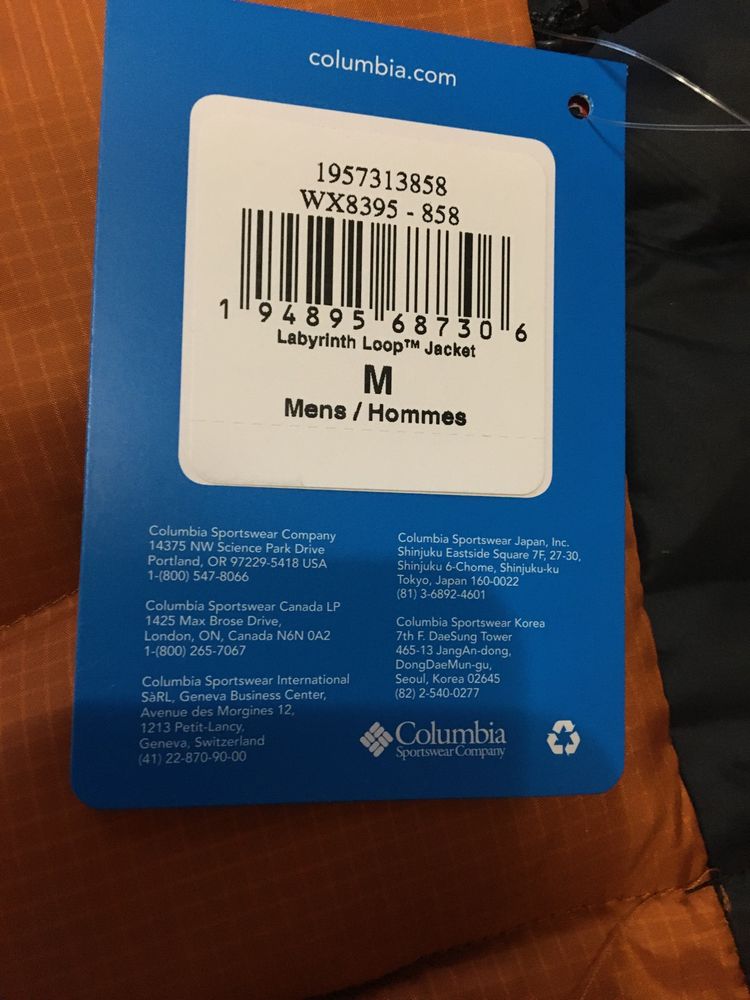 columbia.com
1957313858
WX8395 - 858
1 94895 68730 6
Labyrinth Loop™ Jacket
M
Mens / Hommes
Columbia Sportswear Company
14375 NW Science Park Drive
Portland, OR 97229-5418 USA
1-(800) 547-8066
Columbia Sportswear Canada LP
1425 Max Brose Drive,
London, ON, Canada N6N 0A2
1-(800) 265-7067
Columbia Sportswear International
SàRL, Geneva Business Center,
Avenue des Morgines 12,
1213 Petit-Lancy,
Geneva, Switzerland
(41) 22-870-90-00
Columbia Sportswear Japan, Inc.
Shinjuku Eastside Square 7F, 27-30,
Shinjuku 6-Chome, Shinjuku-ku
Tokyo, Japan 160-0022
(81) 3-6892-4601
Columbia Sportswear Korea
7th F. DaeSung Tower
465-13 JangAn-dong,
DongDaeMun-gu,
Seoul, Korea 02645
(82) 2-540-0277
Columbia
Sportswear Company